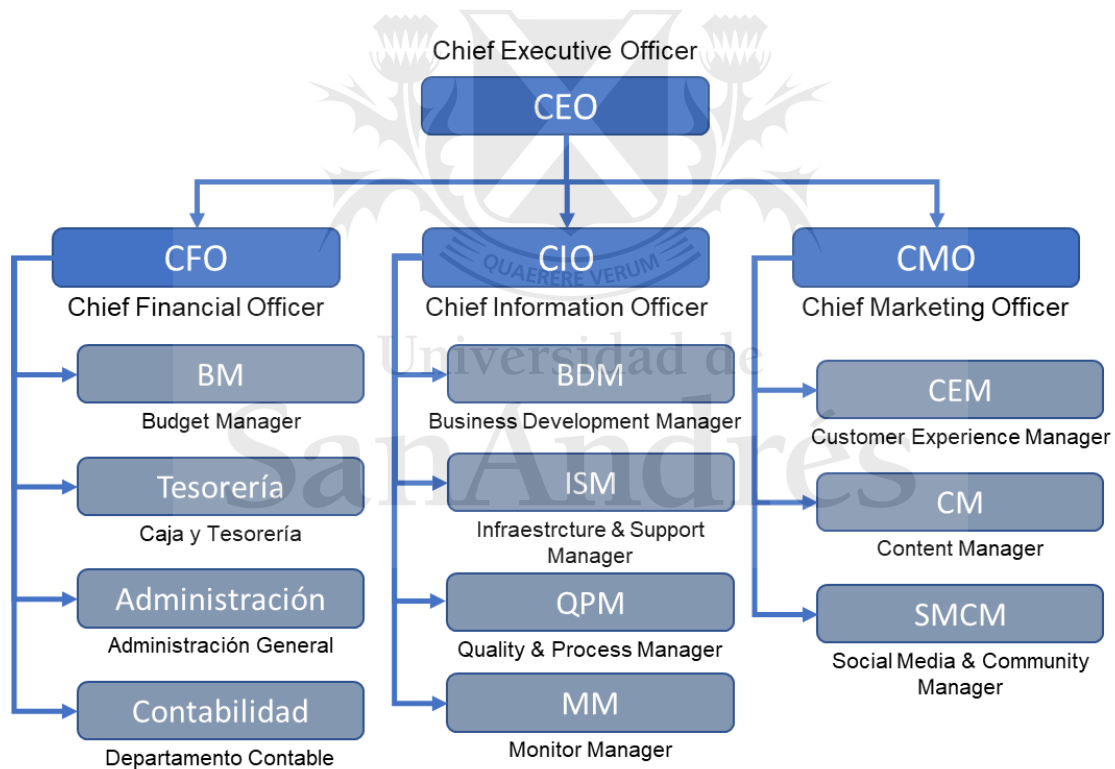 Chief Executive Officer
CEO
CFO
Chief Financial Officer
BM
Budget Manager
Tesorería
Caja y Tesorería
Administración
Administración General
Contabilidad
Departamento Contable
CIO
Chief Information Officer
BDM
Business Development Manager
ISM
Infraestrcture & Support
Manager
QPM
Quality & Process Manager
MM
Monitor Manager
CMO
Chief Marketing Officer
CEM
Customer Experience Manager
CM
Content Manager
SMCM
Social Media & Community
Manager
QUAERERE VERUM
Universidad de
SanAndrés